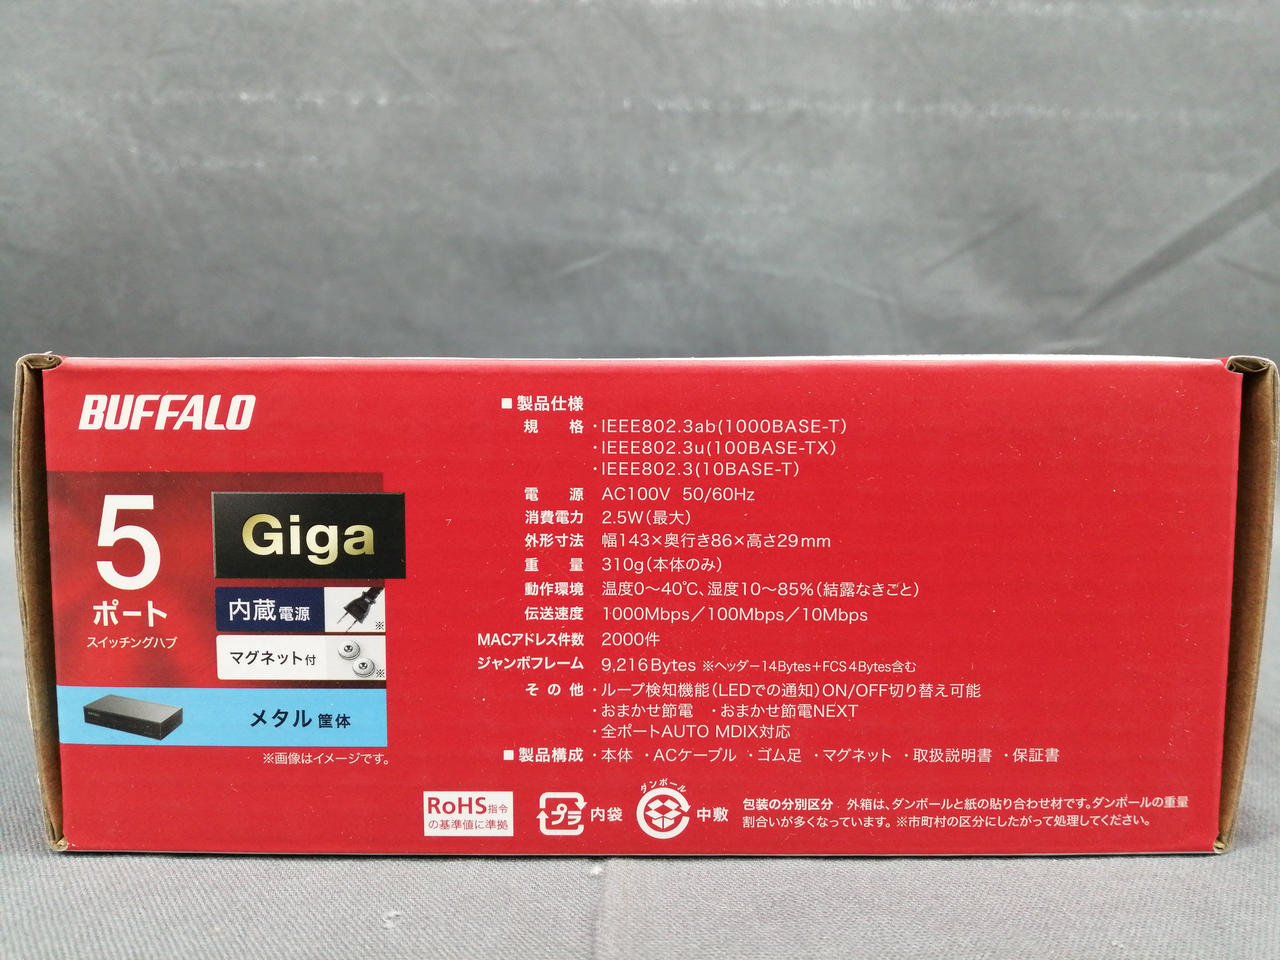 BUFFALO
5
ポート
スイッチングハブ
Giga
内蔵電源
※
マグネット付
※
メタル筐体
※画像はイメージです。
■製品仕様
規格 ・IEEE802.3ab(1000BASE-T)
・IEEE802.3u(100BASE-TX)
・IEEE802.3(10BASE-T)
電源 AC100V 50/60Hz
消費電力 2.5W(最大)
外形寸法 幅143×奥行き86×高さ29mm
重量 310g(本体のみ)
動作環境 温度0〜40℃、湿度10〜85%(結露なきこと)
伝送速度 1000Mbps／100Mbps／10Mbps
MACアドレス件数 2000件
ジャンボフレーム 9,216Bytes ※ヘッダー14Bytes+FCS4Bytes含む
その他 ・ループ検知機能(LEDでの通知)ON/OFF切り替え可能
・おまかせ節電 ・おまかせ節電NEXT
・全ポートAUTO MDIX対応
■製品構成 ・本体 ・ACケーブル ・ゴム足 ・マグネット ・取扱説明書 ・保証書
RoHS指令
の基準値に準拠
プラ 内袋
ダンボール
中敷
包装の分別区分 外箱は、ダンボールと紙の貼り合わせ材です。ダンボールの重量
割合いが多くなっています。※市町村の区分にしたがって処理してください。